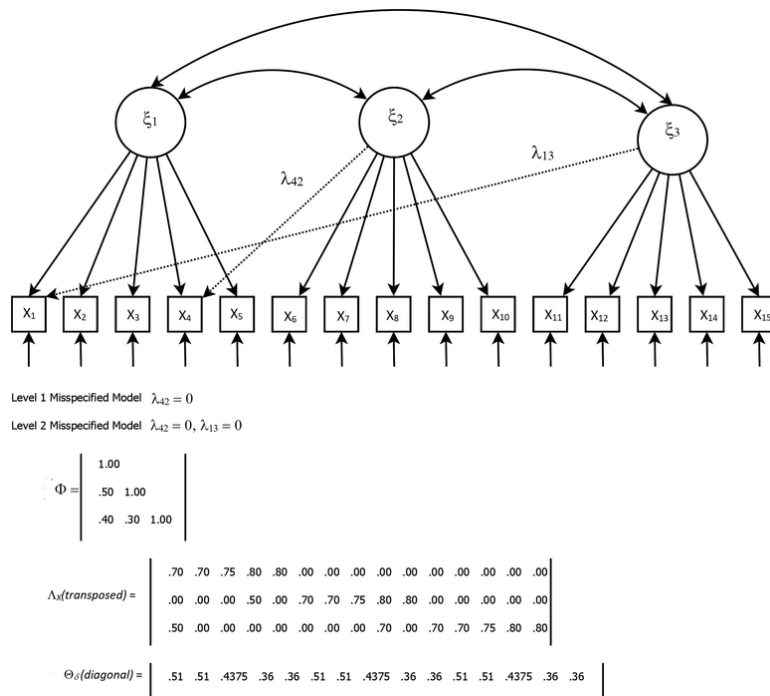 ξ1 ξ2 ξ3
λ42 λ13
X1 X2 X3 X4 X5 X6 X7 X8 X9 X10 X11 X12 X13 X14 X15
Level 1 Misspecified Model λ42 = 0
Level 2 Misspecified Model λ42 = 0, λ13 = 0
1.00
Φ = .50 1.00
.40 .30 1.00
.70 .70 .75 .80 .80 .00 .00 .00 .00 .00 .00 .00 .00 .00 .00
ΛX(transposed) = .00 .00 .00 .50 .00 .70 .70 .75 .80 .80 .00 .00 .00 .00 .00
.50 .00 .00 .00 .00 .00 .00 .00 .70 .00 .70 .70 .75 .80 .80
Θδ(diagonal) = .51 .51 .4375 .36 .36 .51 .51 .4375 .36 .36 .51 .51 .4375 .36 .36